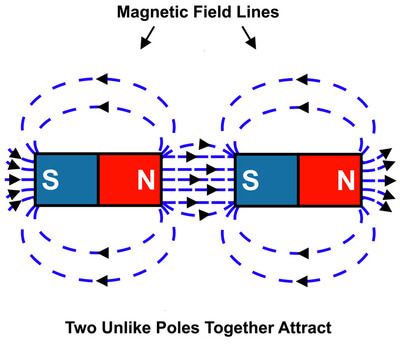 Magnetic Field Lines
S N S N
Two Unlike Poles Together Attract